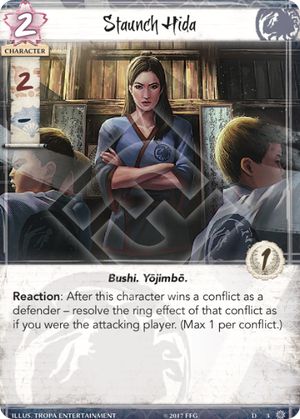 Staunch Hida
2
CHARACTER
2
-
1
Bushi. Yōjimbō.
Reaction: After this character wins a conflict as a
defender – resolve the ring effect of that conflict as
if you were the attacking player. (Max 1 per conflict.)
ILLUS. TROPA ENTERTAINMENT ©2017 FFG D 3